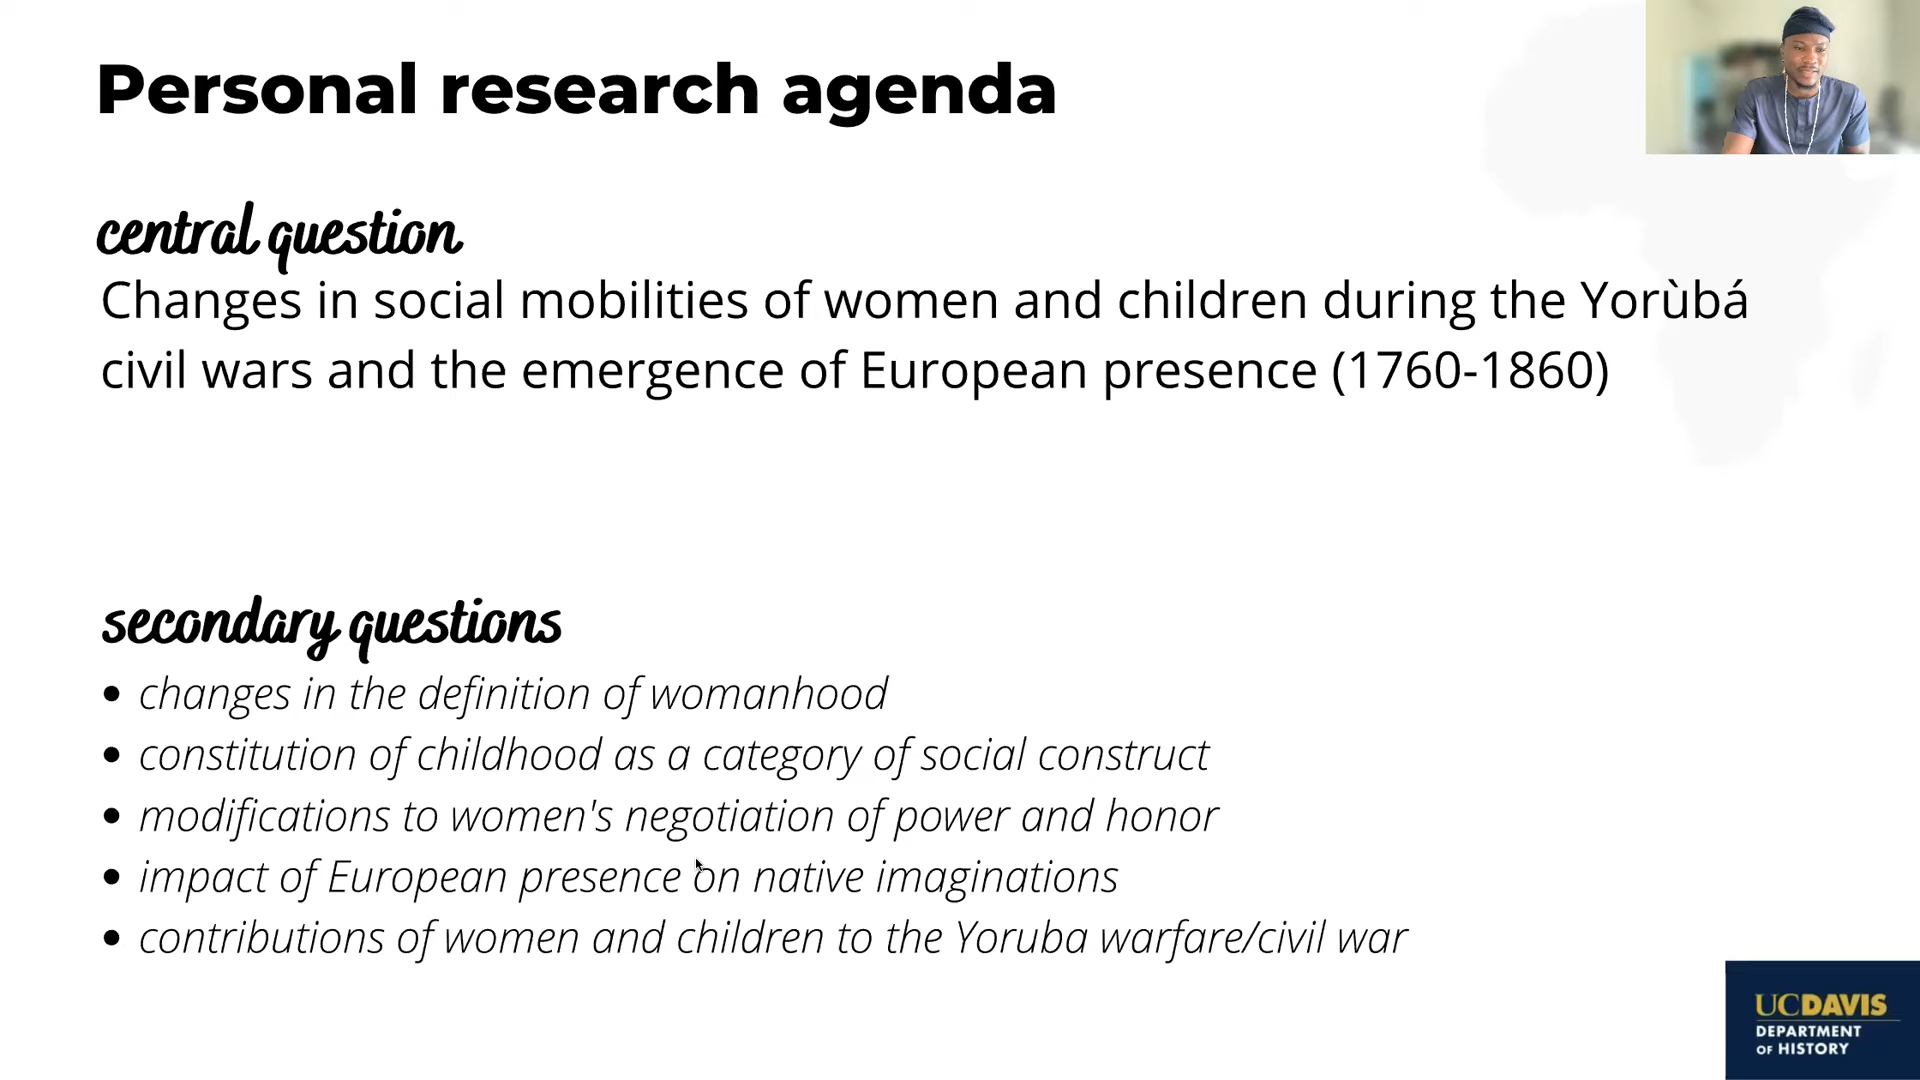 Personal research agenda
central question
Changes in social mobilities of women and children during the Yorùbá
civil wars and the emergence of European presence (1760-1860)
secondary questions
• changes in the definition of womanhood
• constitution of childhood as a category of social construct
• modifications to women's negotiation of power and honor
• impact of European presence on native imaginations
• contributions of women and children to the Yoruba warfare/civil war
UCDAVIS
DEPARTMENT
OF HISTORY